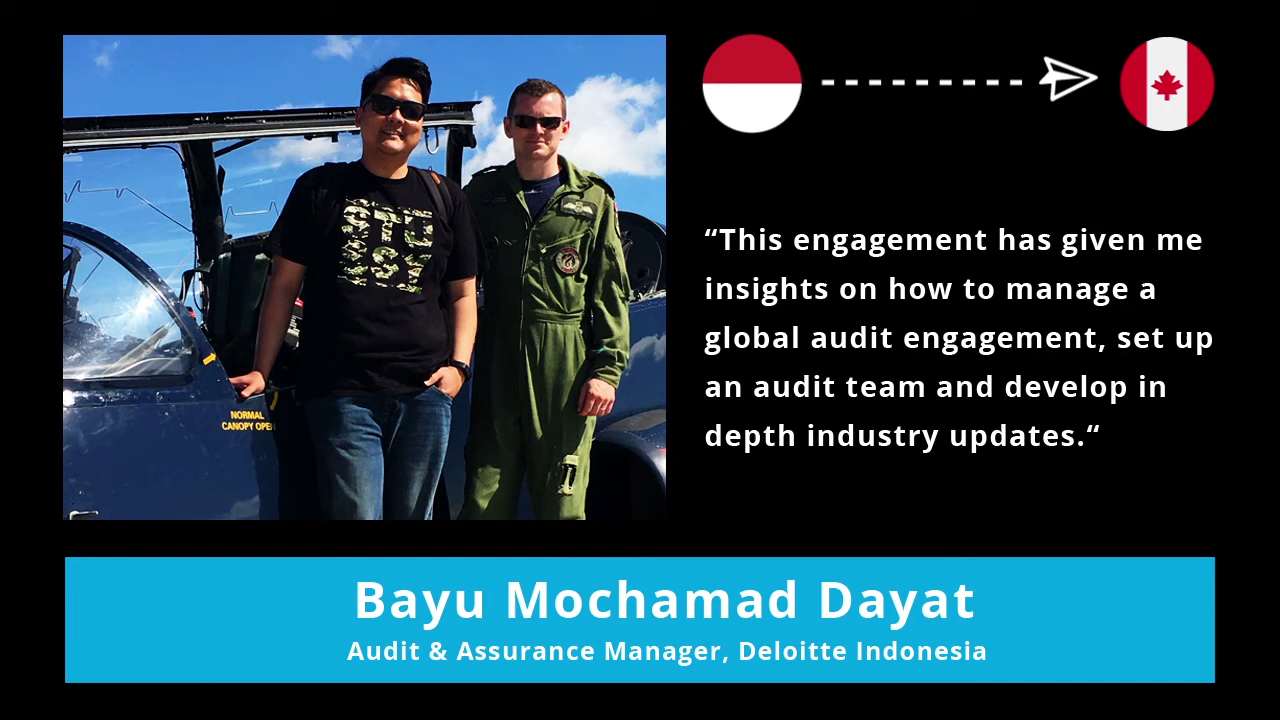 “This engagement has given me
insights on how to manage a
global audit engagement, set up
an audit team and develop in
depth industry updates.“
NORMAL
CANOPY OPE
Bayu Mochamad Dayat
Audit & Assurance Manager, Deloitte Indonesia